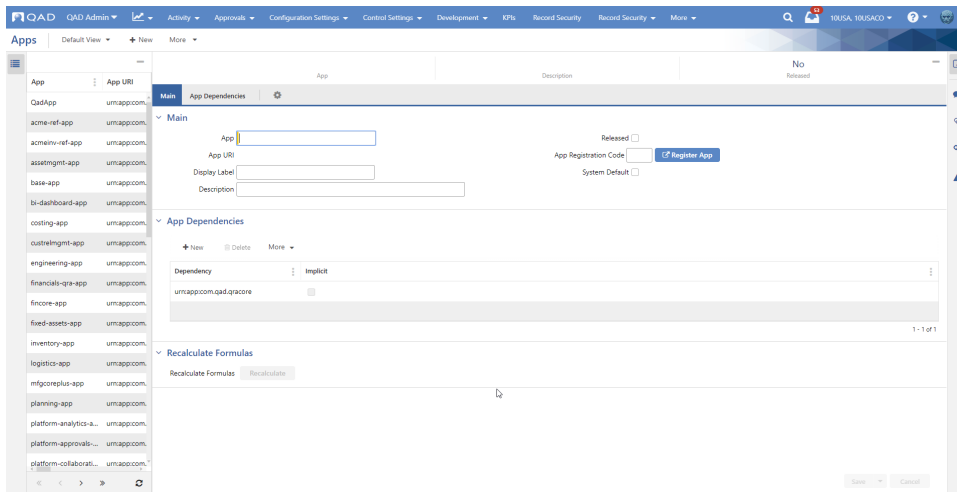 QAD QAD Admin Activity Approvals Configuration Settings Control Settings Development KPIs Record Security Record Security More 53 10USA, 10USACO
Apps Default View + New More
App App URI
QadApp urn:app:com.
acme-ref-app urn:app:com.
acmeinv-ref-app urn:app:com.
assetmgmt-app urn:app:com.
base-app urn:app:com.
bi-dashboard-app urn:app:com.
costing-app urn:app:com.
custrelmgmt-app urn:app:com.
engineering-app urn:app:com.
financials-qra-app urn:app:com.
fincore-app urn:app:com.
fixed-assets-app urn:app:com.
inventory-app urn:app:com.
logistics-app urn:app:com.
mfgcoreplus-app urn:app:com.
planning-app urn:app:com.
platform-analytics-a... urn:app:com.
platform-approvals-... urn:app:com.
platform-collaborati... urn:app:com.
No
App Description Released
Main App Dependencies
Main
App Released
App URI App Registration Code Register App
Display Label System Default
Description
App Dependencies
+ New Delete More
Dependency Implicit
urn:app:com.qad.qracore
1 - 1 of 1
Recalculate Formulas
Recalculate Formulas Recalculate
Save Cancel